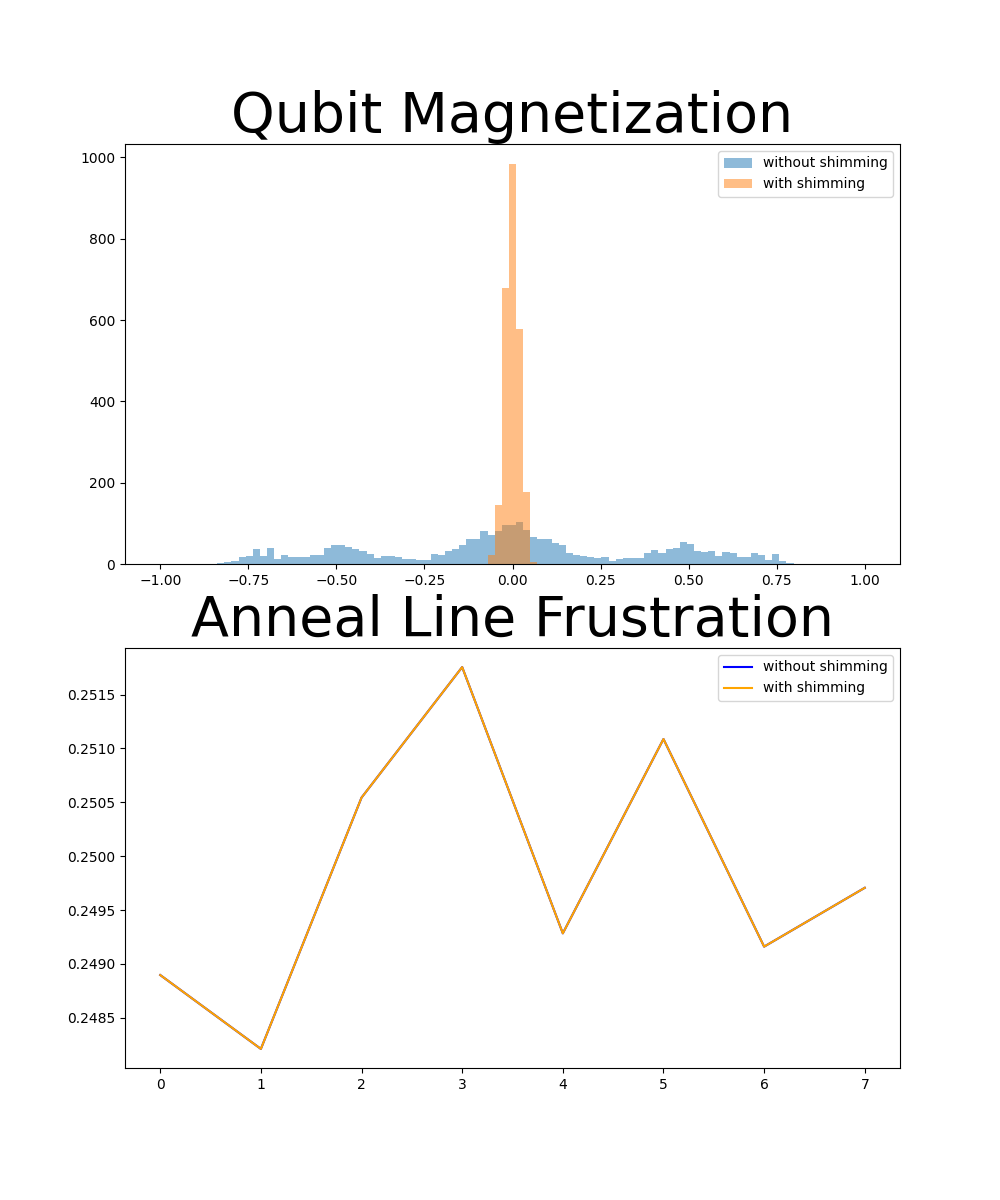 Qubit Magnetization
1000
800
600
400
200
0
without shimming
with shimming
−1.00 −0.75 −0.50 −0.25 0.00 0.25 0.50 0.75 1.00
Anneal Line Frustration
0.2515
0.2510
0.2505
0.2500
0.2495
0.2490
0.2485
without shimming
with shimming
0 1 2 3 4 5 6 7